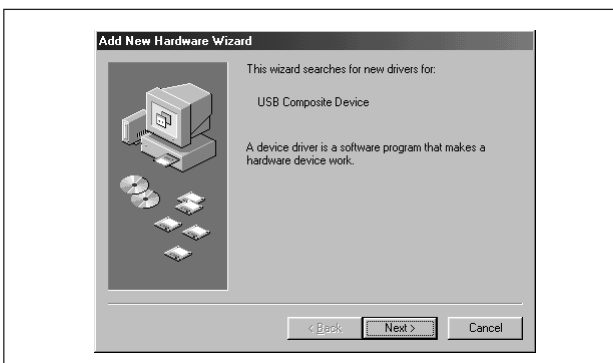 Add New Hardware Wizard
This wizard searches for new drivers for:
USB Composite Device
A device driver is a software program that makes a
hardware device work.
< Back
Next >
Cancel